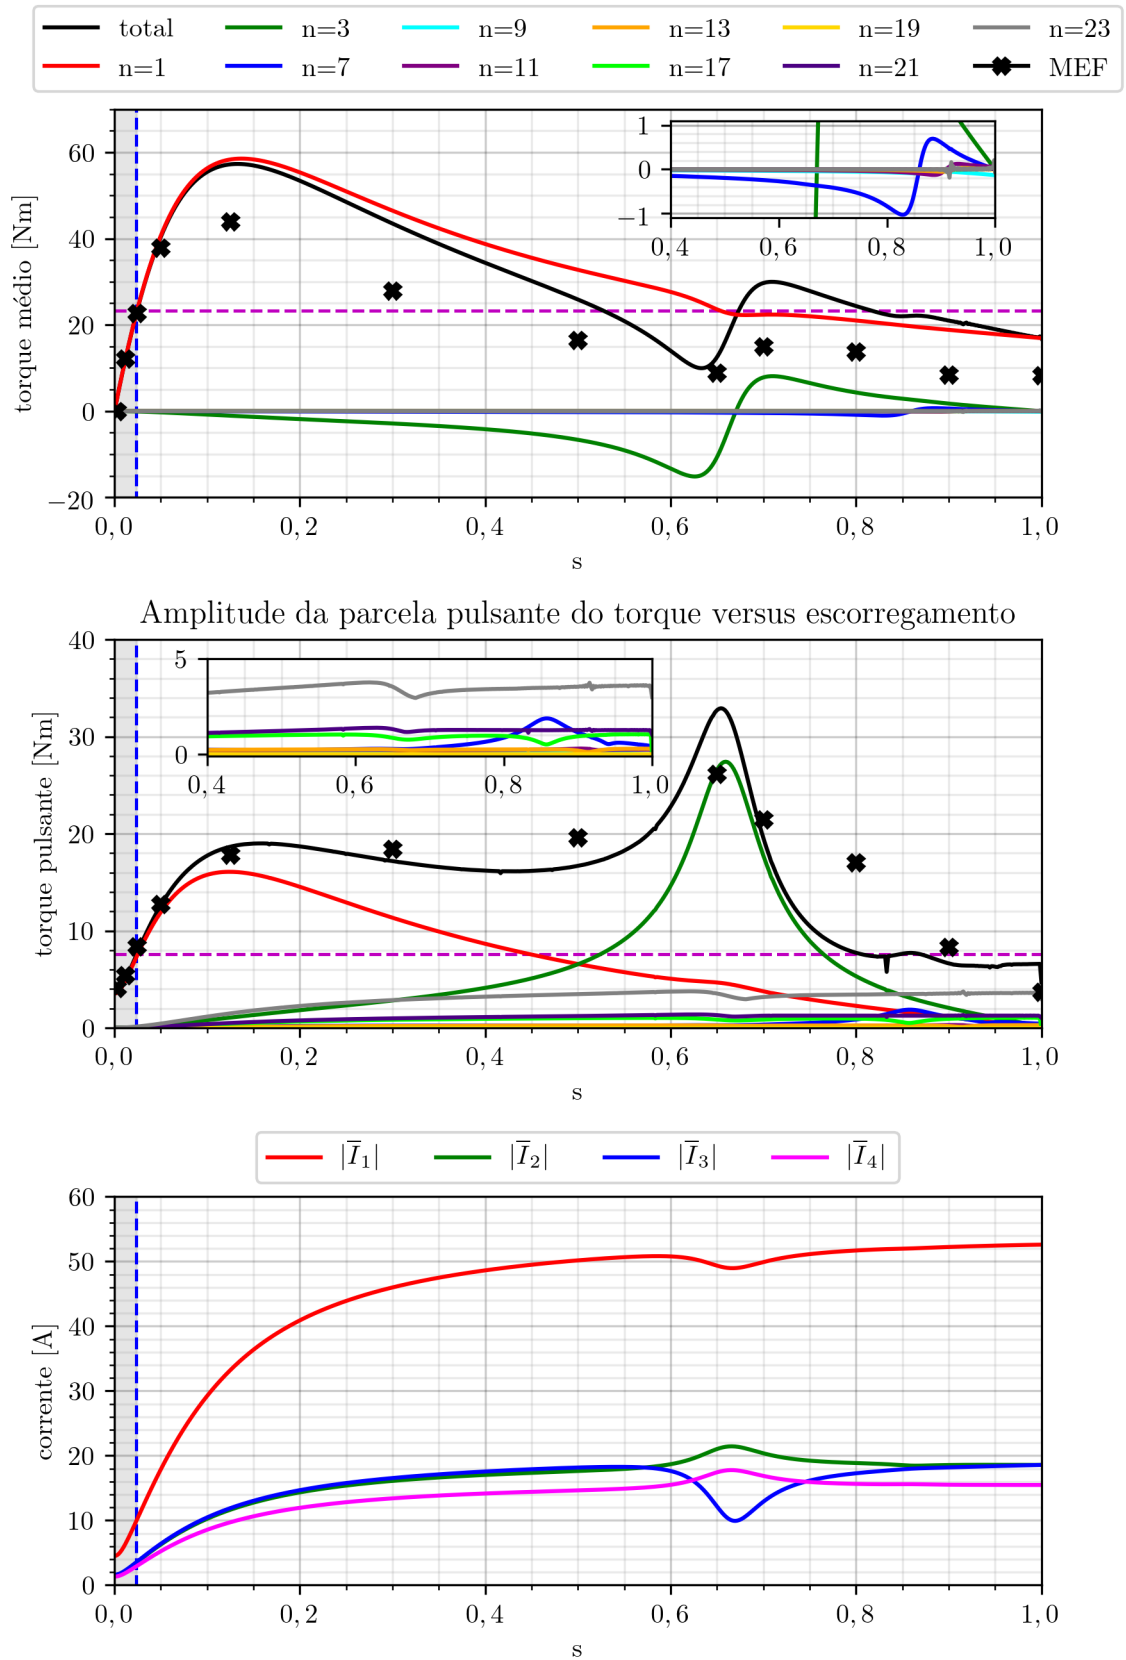 total n=3 n=9 n=13 n=19 n=23
n=1 n=7 n=11 n=17 n=21 MEF
torque médio [Nm]
60
40
20
0
−20
0,0 0,2 0,4 0,6 0,8 1,0
s
1
0
−1
0,4 0,6 0,8 1,0
Amplitude da parcela pulsante do torque versus escorregamento
torque pulsante [Nm]
40
30
20
10
0
0,0 0,2 0,4 0,6 0,8 1,0
s
5
0
0,4 0,6 0,8 1,0
|I̅₁| |I̅₂| |I̅₃| |I̅₄|
corrente [A]
60
50
40
30
20
10
0
0,0 0,2 0,4 0,6 0,8 1,0
s